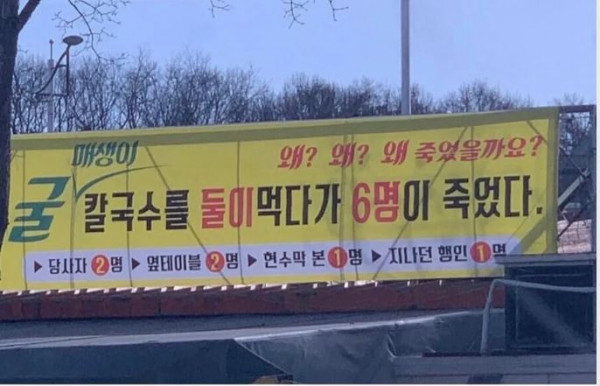 매생이 왜? 왜? 왜 죽었을까요?
굴 칼국수를 둘이먹다가 6명이 죽었다.
▶ 당사자 2명 ▶ 옆테이블 2명 ▶ 현수막 본 1명 ▶ 지나던 행인 1명